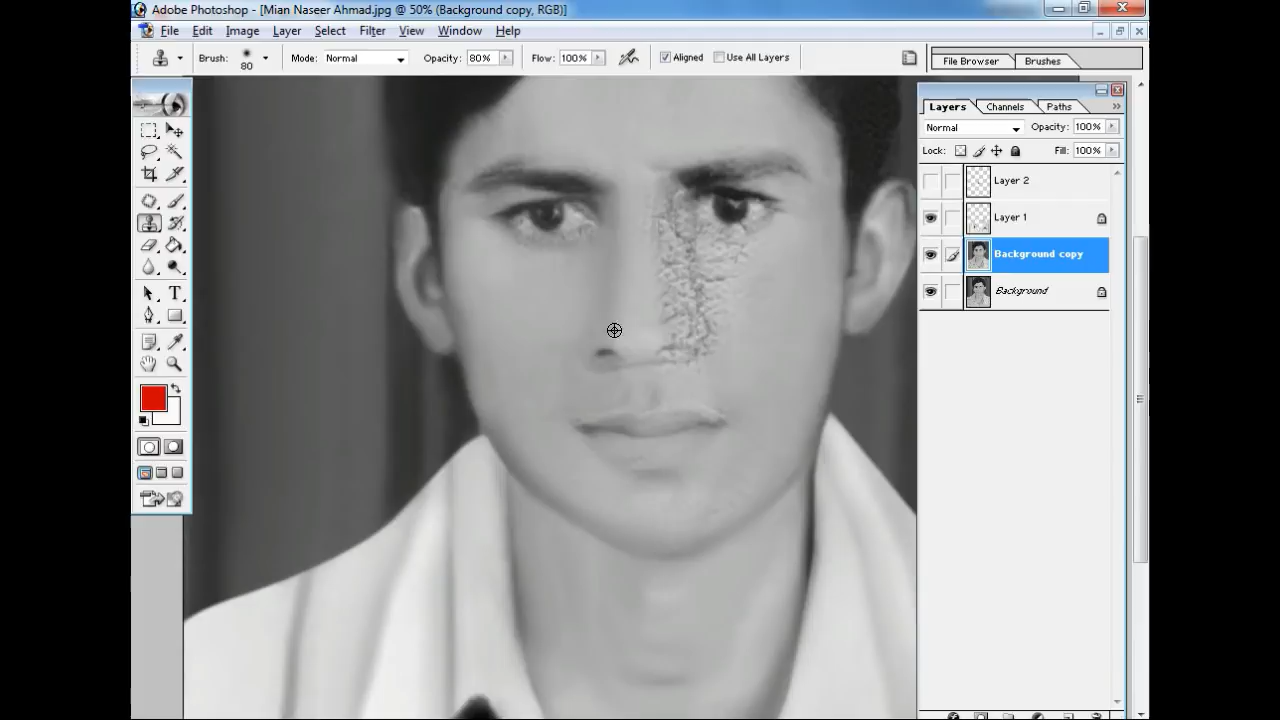 Adobe Photoshop - [Mian Naseer Ahmad.jpg @ 50% (Background copy, RGB)]
File Edit Image Layer Select Filter View Window Help
Brush: 80 Mode: Normal Opacity: 80% Flow: 100% Aligned Use All Layers File Browser Brushes
Layers Channels Paths
Normal Opacity: 100%
Lock: Fill: 100%
Layer 2
Layer 1
Background copy
Background